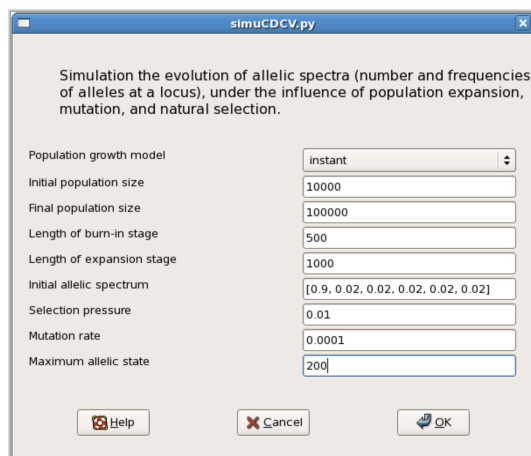 simuCDCV.py
Simulation the evolution of allelic spectra (number and frequencies
of alleles at a locus), under the influence of population expansion,
mutation, and natural selection.
Population growth model
instant
Initial population size
10000
Final population size
100000
Length of burn-in stage
500
Length of expansion stage
1000
Initial allelic spectrum
[0.9, 0.02, 0.02, 0.02, 0.02, 0.02]
Selection pressure
0.01
Mutation rate
0.0001
Maximum allelic state
200
Help
Cancel
OK